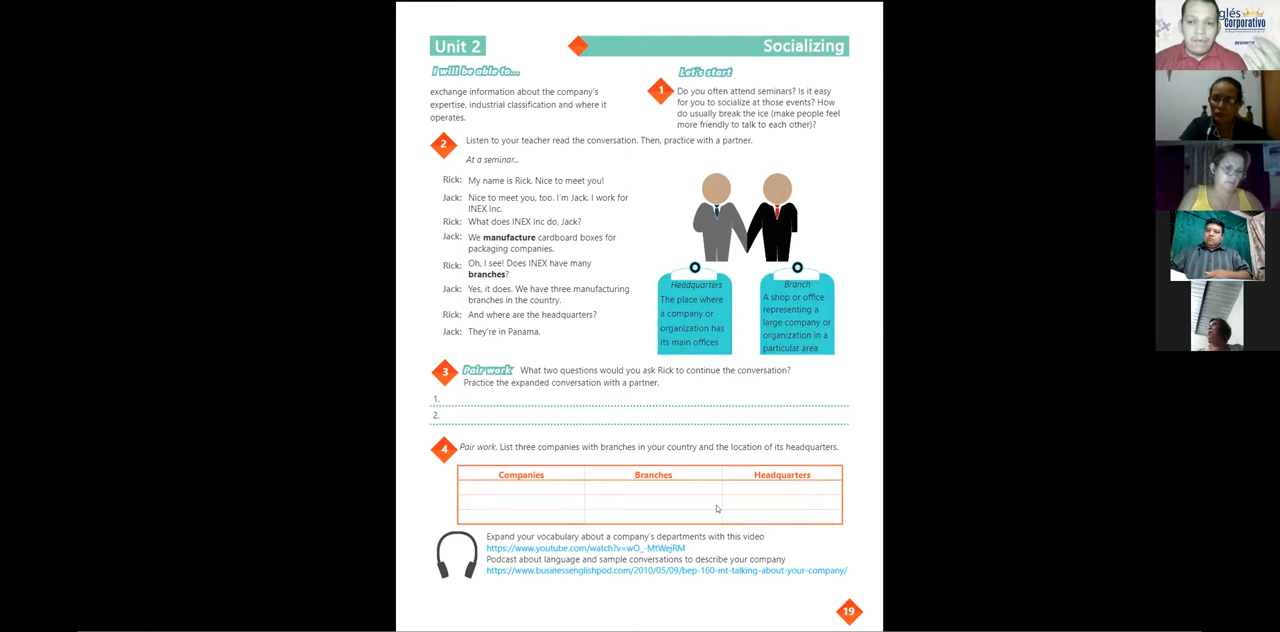 Unit 2
Socializing
I will be able to...
exchange information about the company's
expertise, industrial classification and where it
operates.
Let's start
1
Do you often attend seminars? Is it easy
for you to socialize at those events? How
do usually break the ice (make people feel
more friendly to talk to each other)?
2
Listen to your teacher read the conversation. Then, practice with a partner.
At a seminar...
Rick: My name is Rick. Nice to meet you!
Jack: Nice to meet you, too. I'm Jack. I work for
INEX Inc.
Rick: What does INEX Inc do, Jack?
Jack: We manufacture cardboard boxes for
packaging companies.
Rick: Oh, I see! Does INEX have many
branches?
Jack: Yes, it does. We have three manufacturing
branches in the country.
Rick: And where are the headquarters?
Jack: They're in Panama.
Headquarters
The place where
a company or
organization has
its main offices
Branch
A shop or office
representing a
large company or
organization in a
particular area
3
Pair work What two questions would you ask Rick to continue the conversation?
Practice the expanded conversation with a partner.
1.
2.
4
Pair work. List three companies with branches in your country and the location of its headquarters.
Companies Branches Headquarters
Expand your vocabulary about a company's departments with this video
https://www.youtube.com/watch?v=wO_-MtWejRM
Podcast about language and sample conversations to describe your company
https://www.businessenglishpod.com/2010/05/09/bep-160-int-talking-about-your-company/
19
glés
Corporativo
BEGINNER